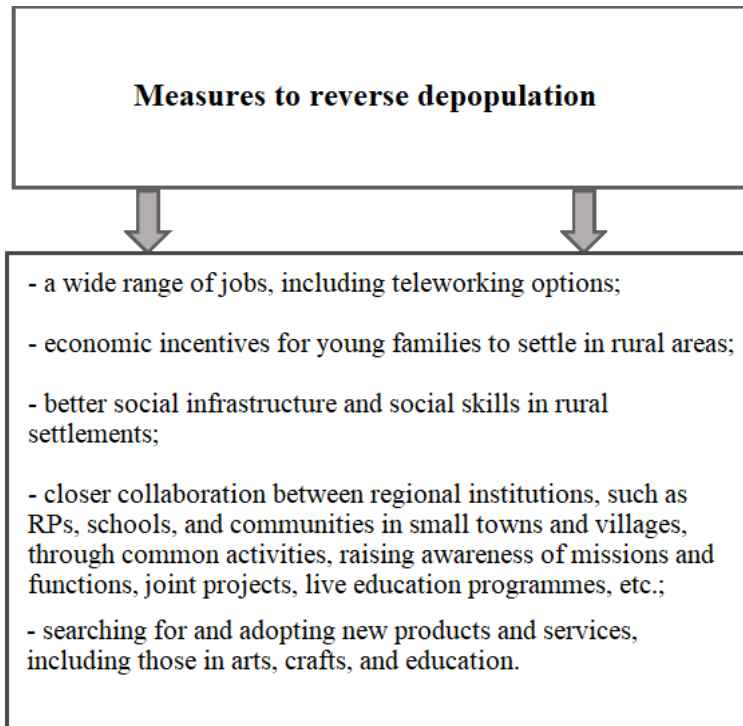 Measures to reverse depopulation
- a wide range of jobs, including teleworking options;
- economic incentives for young families to settle in rural areas;
- better social infrastructure and social skills in rural
settlements;
- closer collaboration between regional institutions, such as
RPs, schools, and communities in small towns and villages,
through common activities, raising awareness of missions and
functions, joint projects, live education programmes, etc.;
- searching for and adopting new products and services,
including those in arts, crafts, and education.